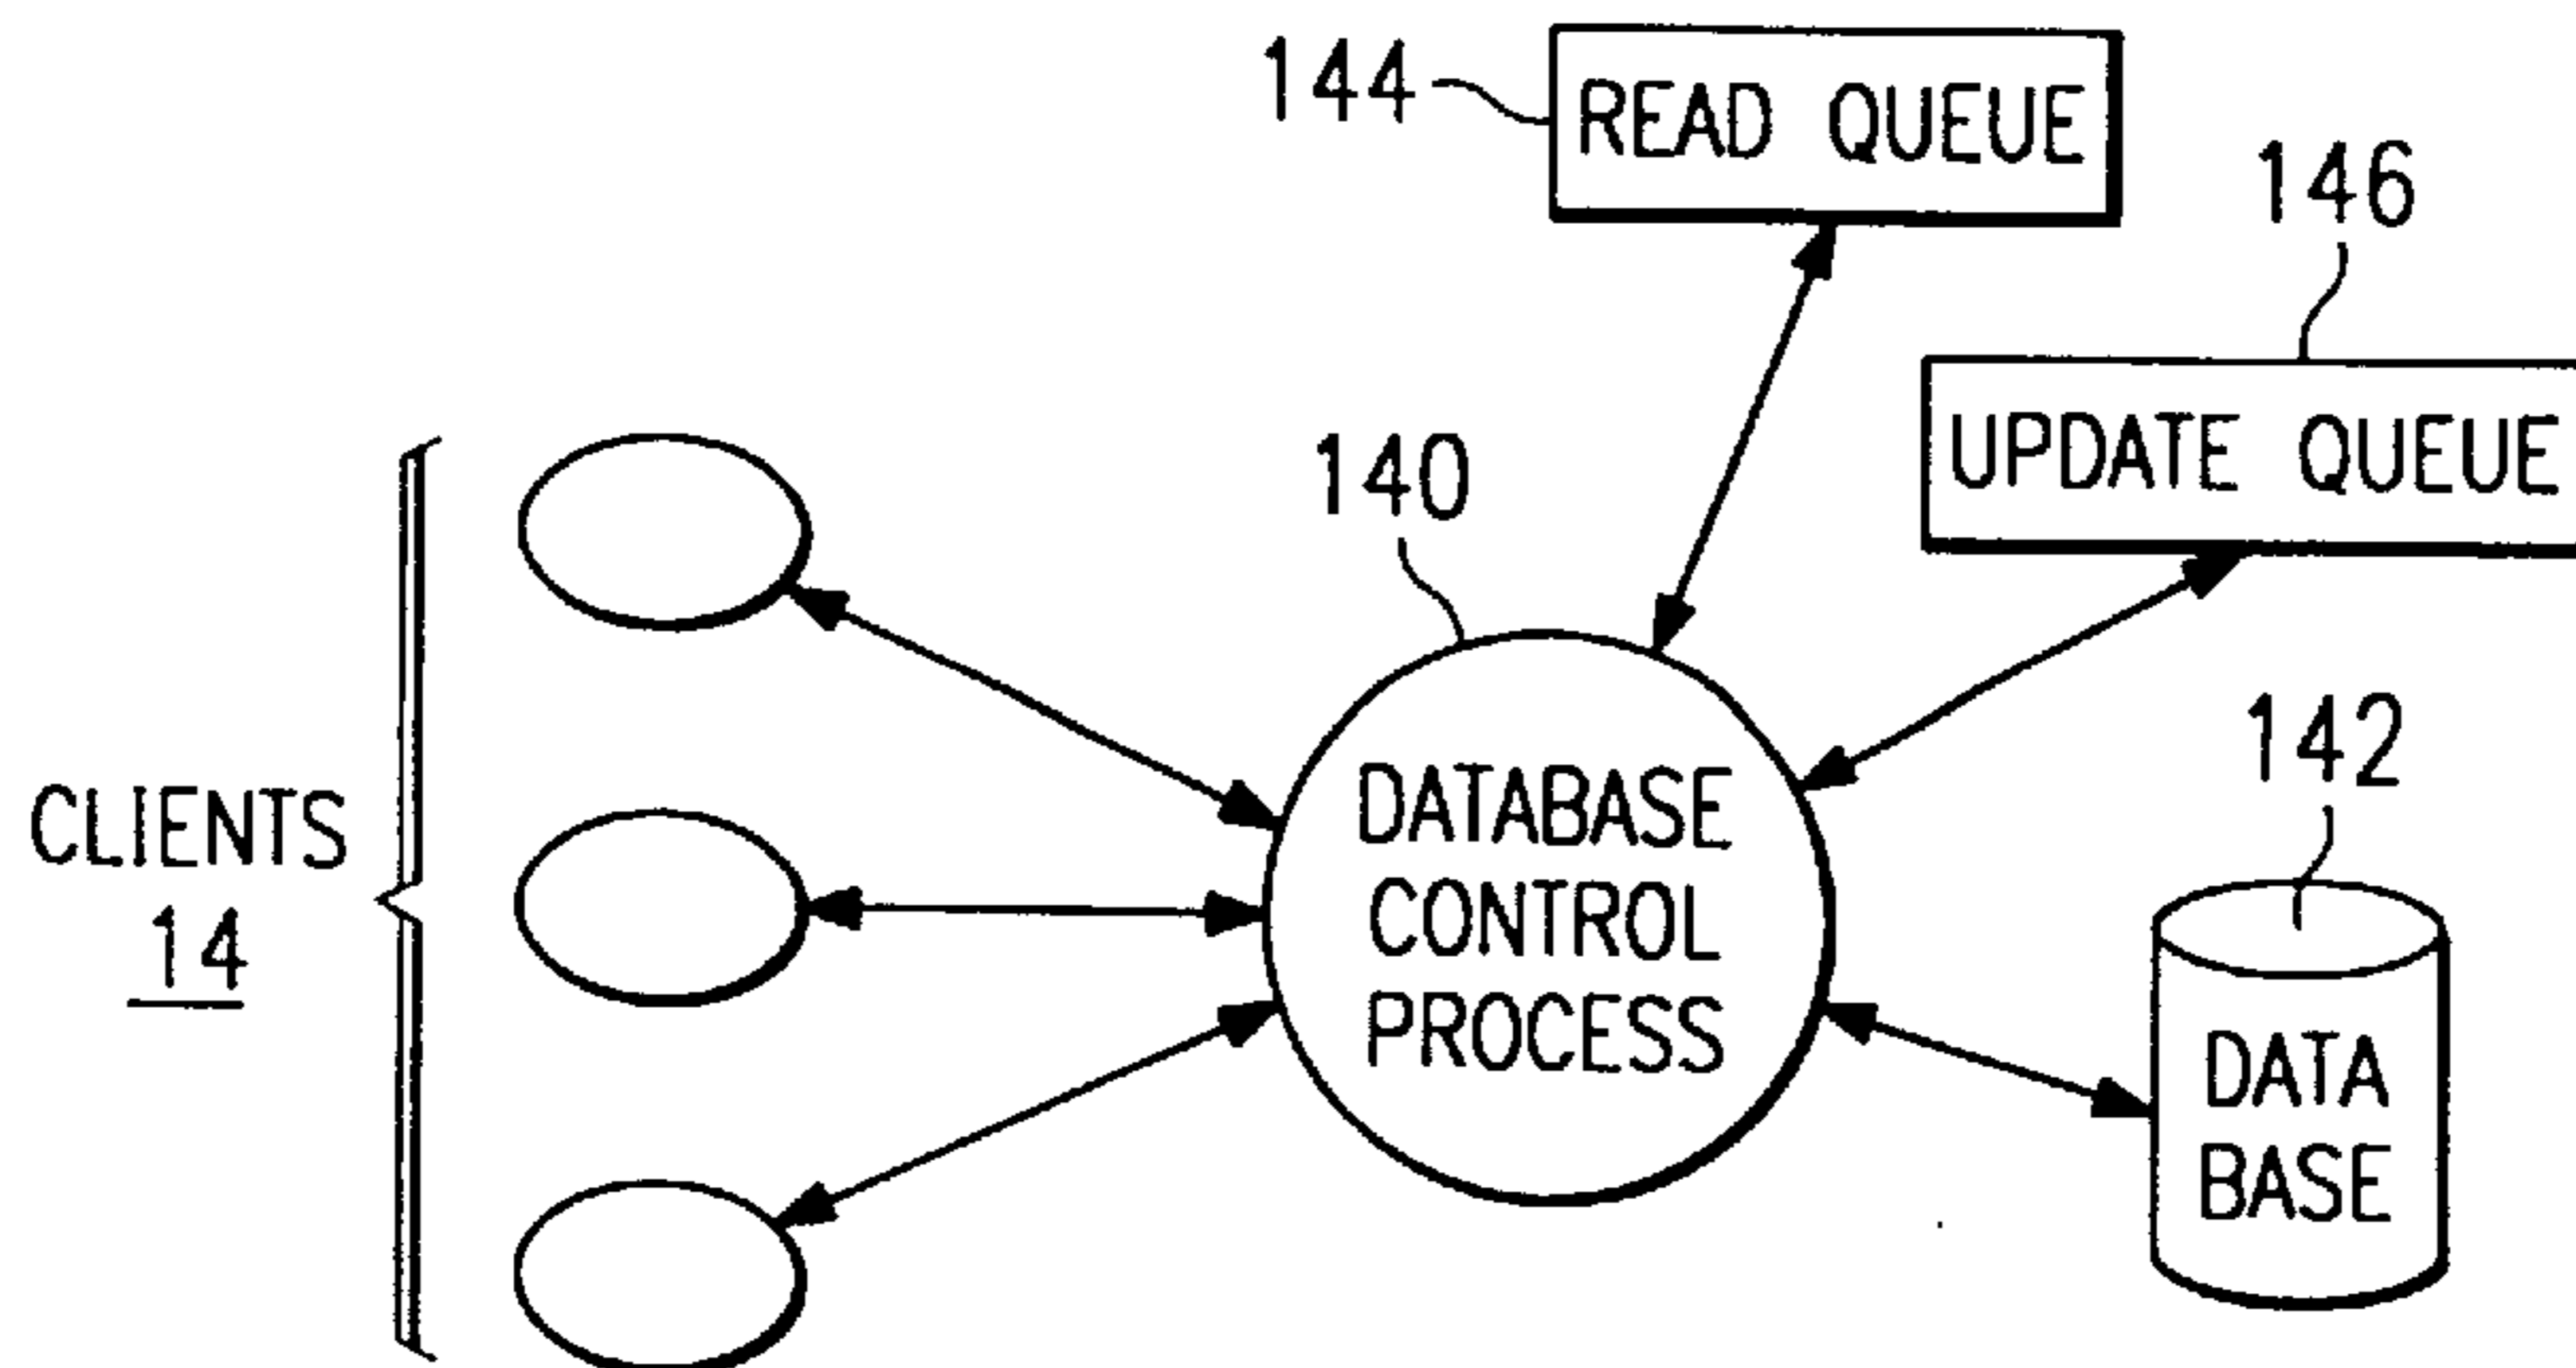 144
READ QUEUE
146
UPDATE QUEUE
140
142
CLIENTS
14
DATABASE
CONTROL
PROCESS
DATA
BASE